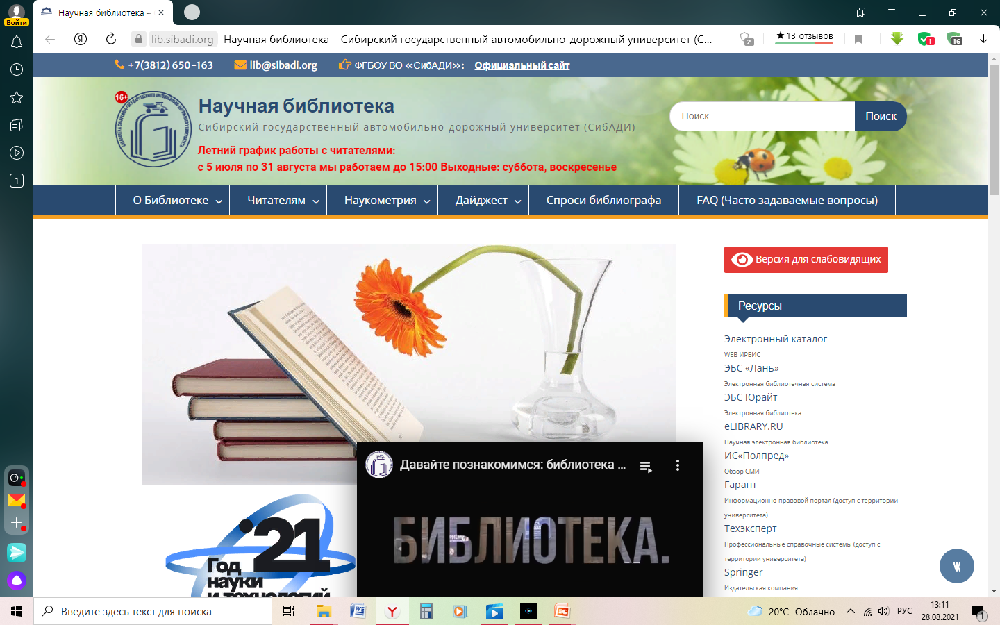 Войти
Научная библиотека –
lib.sibadi.org Научная библиотека – Сибирский государственный автомобильно-дорожный университет (С...
2
★13 отзывов
1
16
+7(3812) 650-163
lib@sibadi.org
ФГБОУ ВО «СибАДИ»: Официальный сайт
16+
Научная библиотека
Сибирский государственный автомобильно-дорожный университет (СибАДИ)
Летний график работы с читателями:
с 5 июля по 31 августа мы работаем до 15:00 Выходные: суббота, воскресенье
Поиск...
Поиск
1
О Библиотеке
Читателям
Наукометрия
Дайджест
Спроси библиографа
FAQ (Часто задаваемые вопросы)
Версия для слабовидящих
Ресурсы
Электронный каталог
WEB ИРБИС
ЭБС «Лань»
Электронная библиотечная система
ЭБС Юрайт
Электронная библиотека
eLIBRARY.RU
Научная электронная библиотека
ИС«Полпред»
Обзор СМИ
Гарант
Информационно-правовой портал (доступ с территории
университета)
Техэксперт
Профессиональные справочные системы (доступ с
территории университета)
Springer
Издательская компания
Давайте познакомимся: библиотека ...
БИБЛИОТЕКА.
'21
Год
науки
и технологий
Введите здесь текст для поиска
20°C Облачно
РУС
13:11
28.08.2021
1